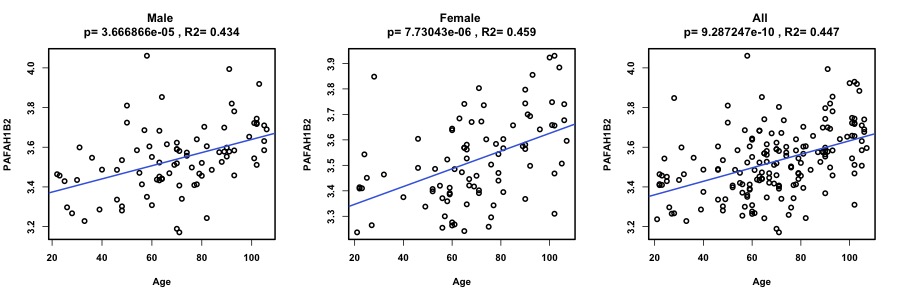 Male
p= 3.666866e-05 , R2= 0.434
4.0
3.8
3.6
3.4
3.2
PAFAH1B2
20 40 60 80 100
Age
Female
p= 7.73043e-06 , R2= 0.459
3.9
3.8
3.7
3.6
3.5
3.4
3.3
PAFAH1B2
20 40 60 80 100
Age
All
p= 9.287247e-10 , R2= 0.447
4.0
3.8
3.6
3.4
3.2
PAFAH1B2
20 40 60 80 100
Age